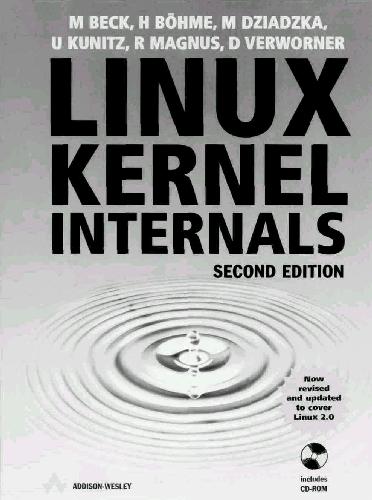 M BECK, H BÖHME, M DZIADZKA,
U KUNITZ, R MAGNUS, D VERWORNER
LINUX
KERNEL
INTERNALS
SECOND EDITION
Now
revised
and updated
to cover
Linux 2.0
includes
CD-ROM
ADDISON-WESLEY